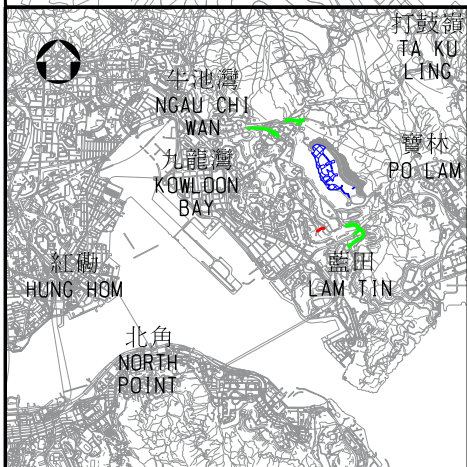 打鼓嶺
TA KU
LING
牛池灣
NGAU CHI
WAN
寶林
PO LAM
九龍灣
KOWLOON
BAY
紅磡
HUNG HOM
藍田
LAM TIN
北角
NORTH
POINT